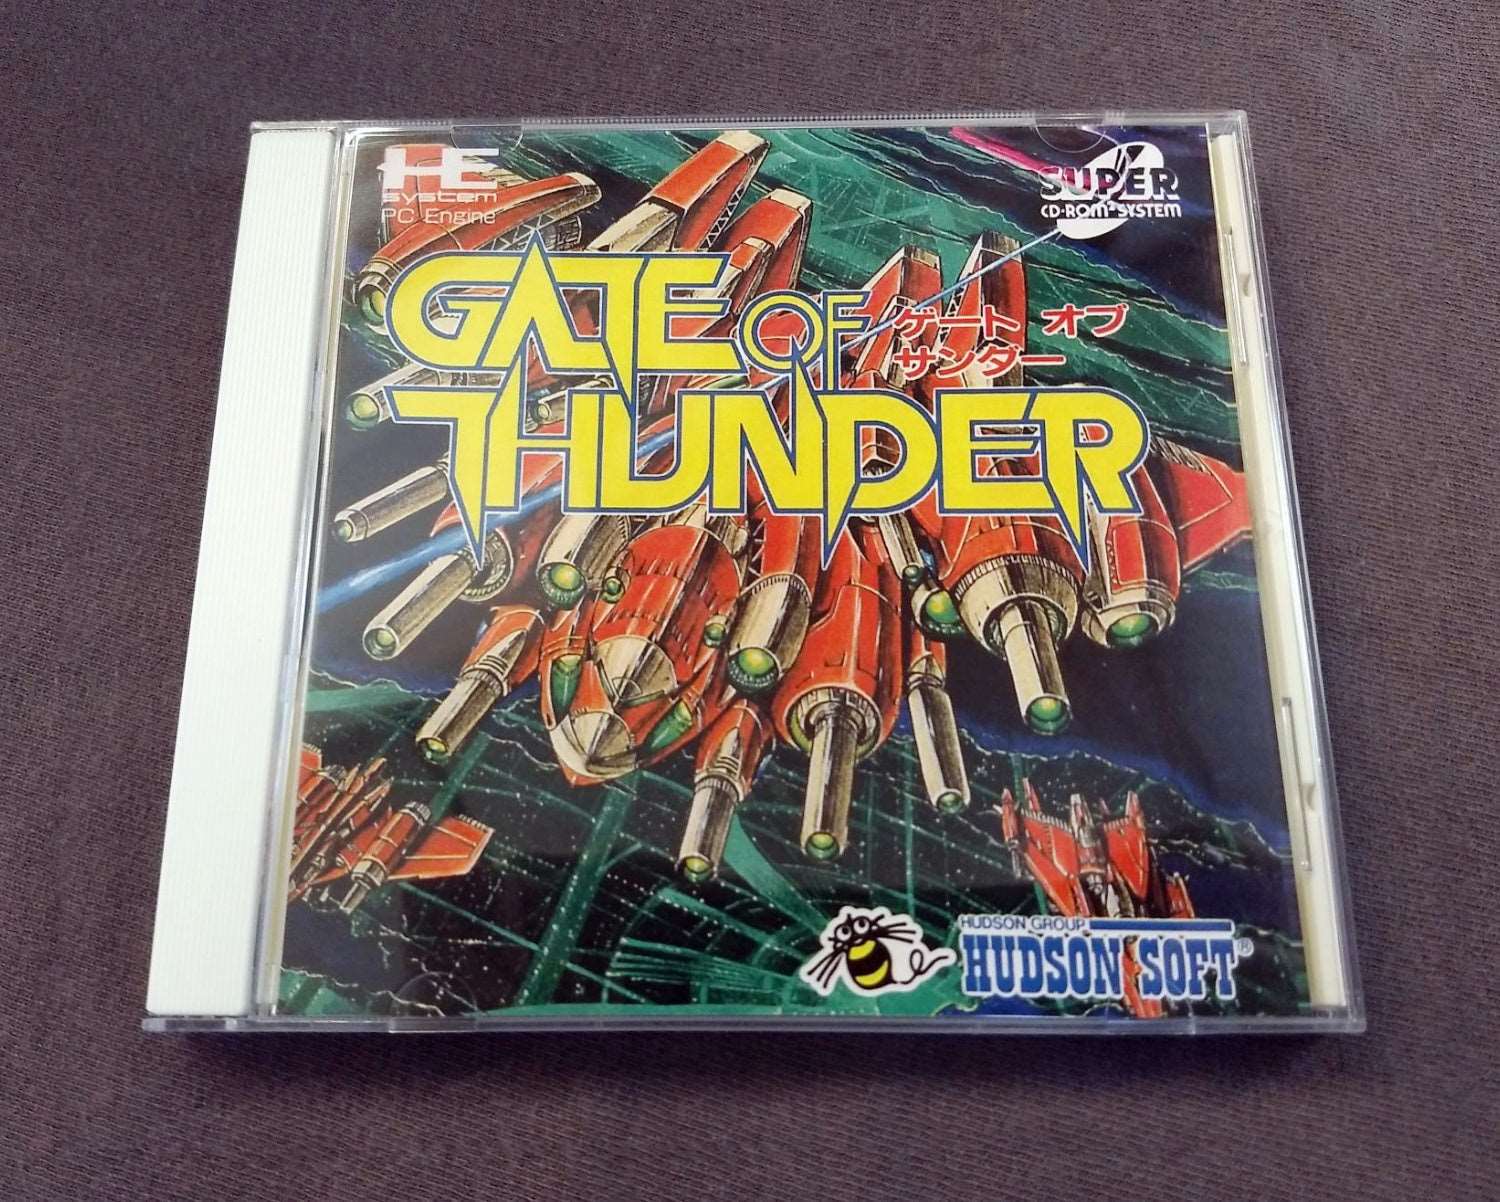 HE
system
PC Engine
SUPER
CD-ROM² SYSTEM
GATE OF
THUNDER
ゲート オブ
サンダー
HUDSON GROUP
HUDSON SOFT®